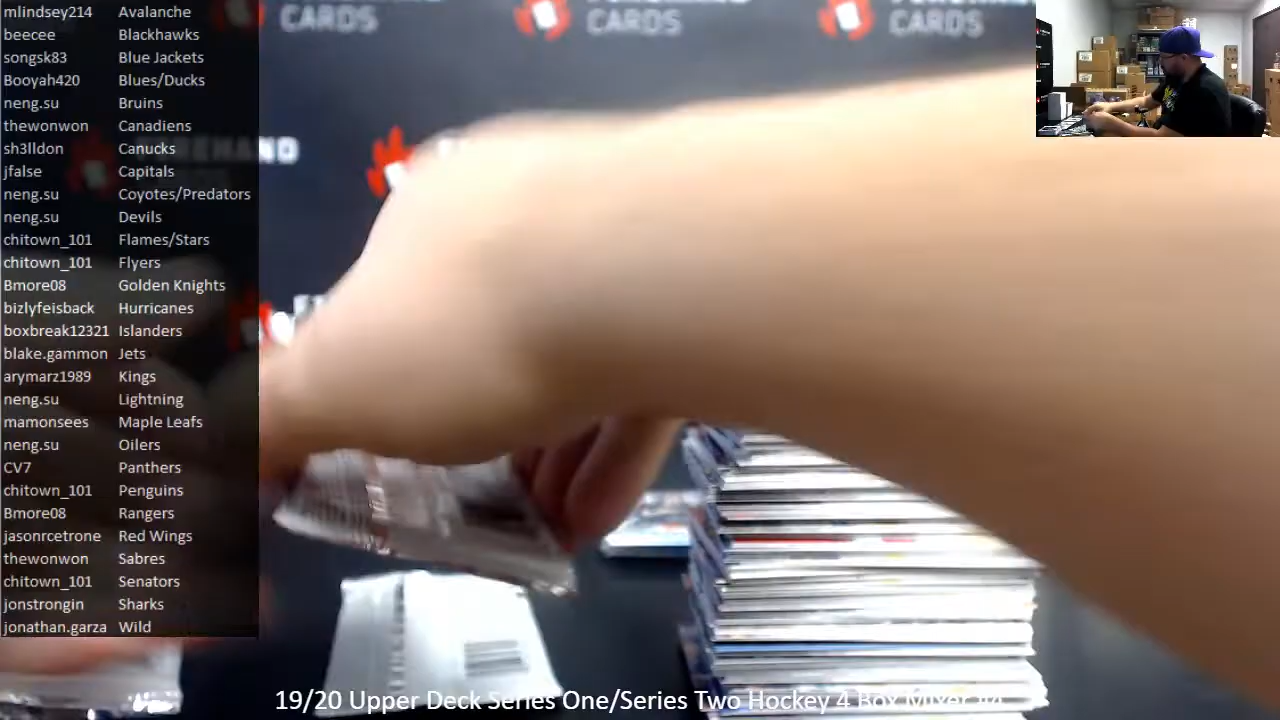 mlindsey214 Avalanche
beecee Blackhawks
songsk83 Blue Jackets
Booyah420 Blues/Ducks
neng.su Bruins
thewonwon Canadiens
sh3lldon Canucks
jfalse Capitals
neng.su Coyotes/Predators
neng.su Devils
chitown_101 Flames/Stars
chitown_101 Flyers
Bmore08 Golden Knights
bizlyfeisback Hurricanes
boxbreak12321 Islanders
blake.gammon Jets
arymarz1989 Kings
neng.su Lightning
mamonsees Maple Leafs
neng.su Oilers
CV7 Panthers
chitown_101 Penguins
Bmore08 Rangers
jasonrcetrone Red Wings
thewonwon Sabres
chitown_101 Senators
jonstrongin Sharks
jonathan.garza Wild
CARDS
CARDS
CARDS
19/20 Upper Deck Series One/Series Two Hockey 4 Box Mixer